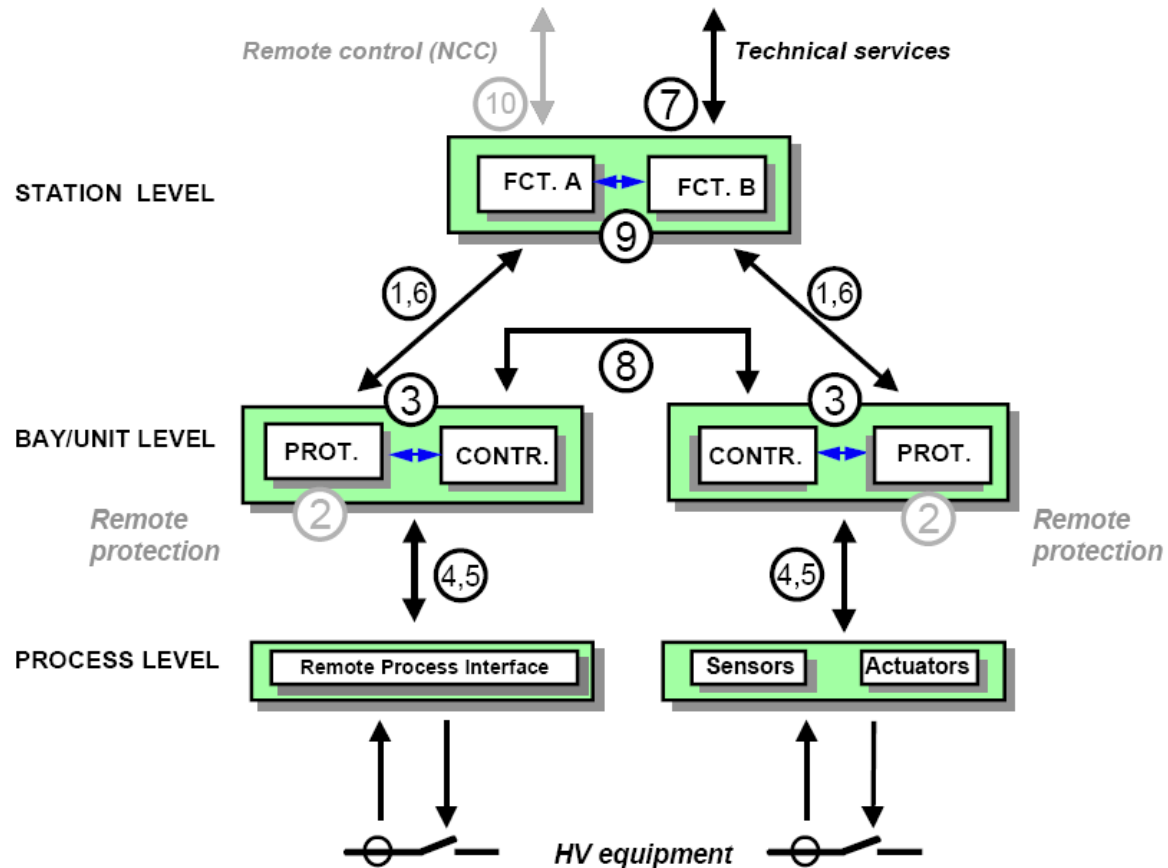 Remote control (NCC)
Technical services
10
7
STATION LEVEL
FCT. A
FCT. B
9
1,6
1,6
8
3
3
BAY/UNIT LEVEL
PROT.
CONTR.
CONTR.
PROT.
2
2
Remote
protection
Remote
protection
4,5
4,5
PROCESS LEVEL
Remote Process Interface
Sensors
Actuators
HV equipment